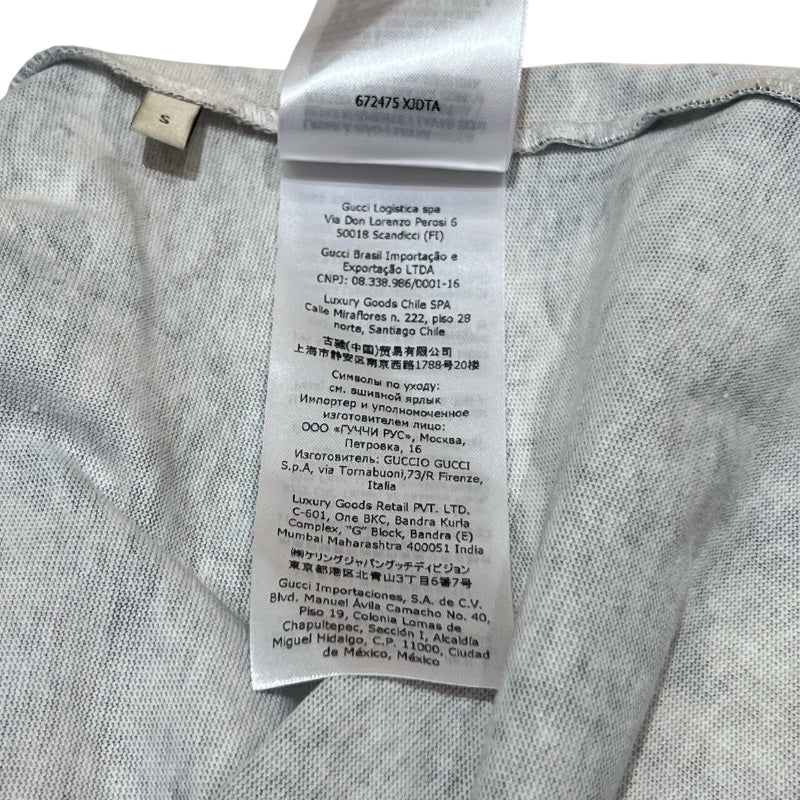 672475 XJDTA
S
Gucci Logistica spa
Via Don Lorenzo Perosi 6
50018 Scandicci (FI)
Gucci Brasil Importação e
Exportação LTDA
CNPJ: 08.338.986/0001-16
Luxury Goods Chile SPA
Calle Miraflores n. 222, piso 28
norte, Santiago Chile
古驰(中国)贸易有限公司
上海市静安区南京西路1788号20楼
Символы по уходу:
см. вшивной ярлык
Импортер и уполномоченное
изготовителем лицо:
ООО «ГУЧЧИ РУС», Москва,
Петровка, 16
Изготовитель: GUCCIO GUCCI
S.p.A, via Tornabuoni,73/R Firenze,
Italia
Luxury Goods Retail PVT. LTD.
C-601, One BKC, Bandra Kurla
Complex, "G" Block, Bandra (E)
Mumbai Maharashtra 400051 India
㈱ケリングジャパングッチディビジョン
東京都港区北青山3丁目6番7号
Gucci Importaciones, S.A. de C.V.
Blvd. Manuel Ávila Camacho No. 40,
Piso 19, Colonia Lomas de
Chapultepec, Sección I, Alcaldía
Miguel Hidalgo, C.P. 11000, Ciudad
de México, México